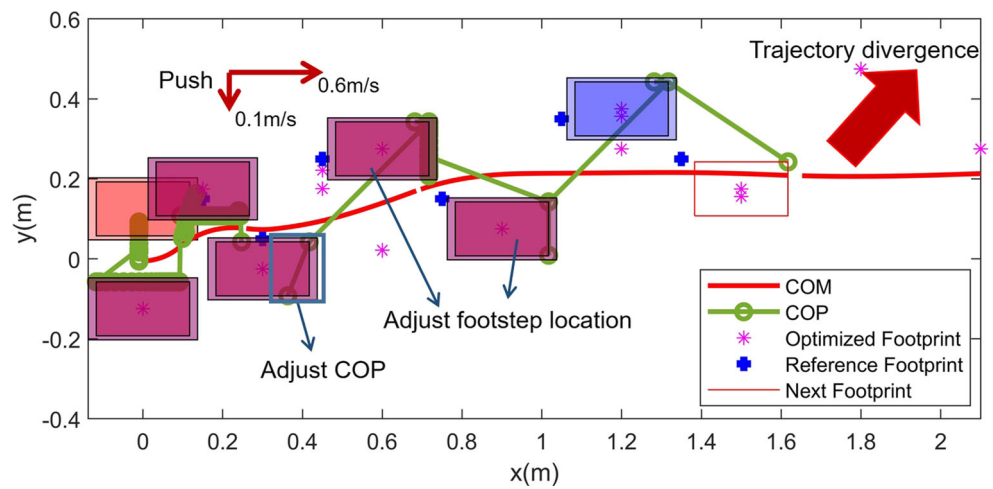 0.6
Trajectory divergence
Push
0.6m/s
0.4
0.1m/s
0.2
y(m)
0
COM
COP
Adjust footstep location
Optimized Footprint
-0.2
Adjust COP
Reference Footprint
Next Footprint
-0.4
0 0.2 0.4 0.6 0.8 1 1.2 1.4 1.6 1.8 2
x(m)